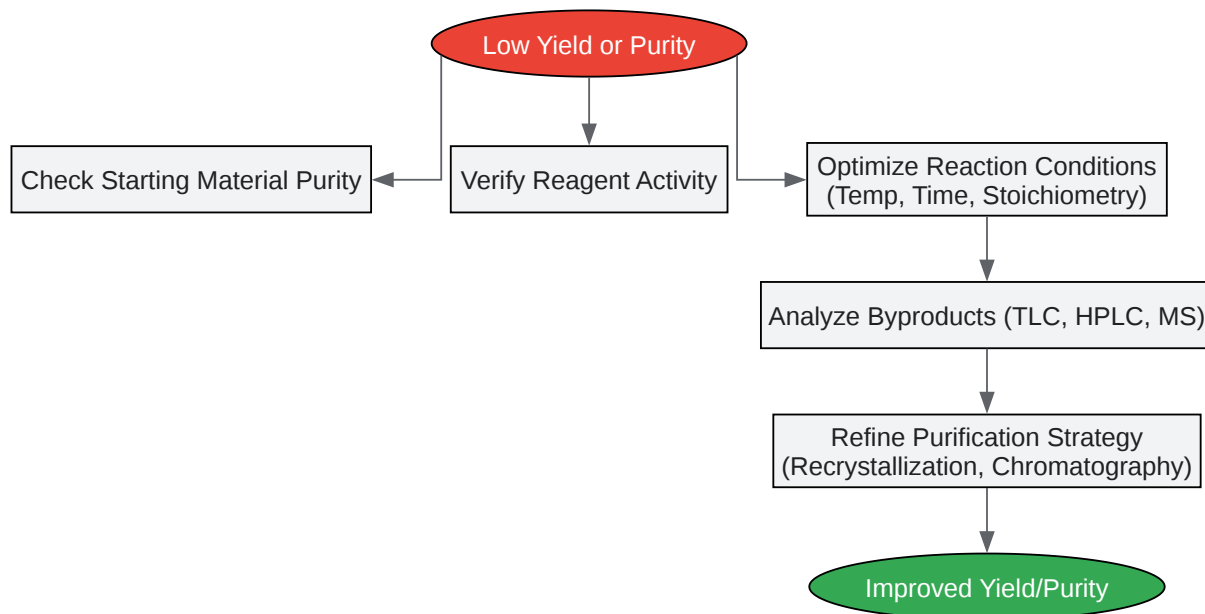 Low Yield or Purity
Check Starting Material Purity
Verify Reagent Activity
Optimize Reaction Conditions
(Temp, Time, Stoichiometry)
Analyze Byproducts (TLC, HPLC, MS)
Refine Purification Strategy
(Recrystallization, Chromatography)
Improved Yield/Purity